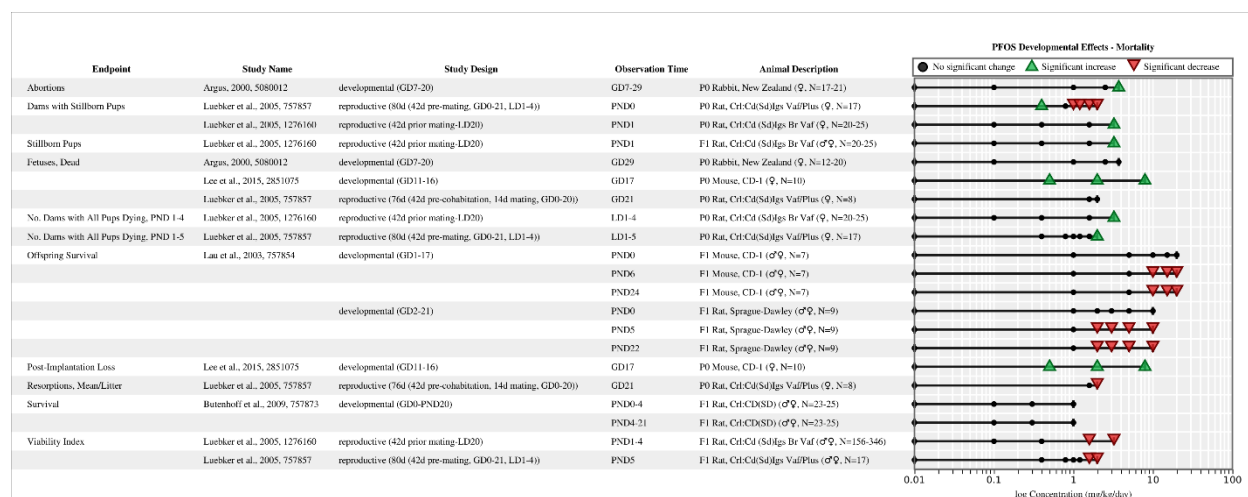 PFOS Developmental Effects - Mortality
Endpoint Study Name Study Design Observation Time Animal Description
No significant change Significant increase Significant decrease
Abortions Argus, 2000, 5080012 developmental (GD7-20) GD7-29 P0 Rabbit, New Zealand (♀, N=17-21)
Dams with Stillborn Pups Luebker et al., 2005, 757857 reproductive (80d (42d pre-mating, GD0-21, LD1-4)) PND0 P0 Rat, Crl:Cd(Sd)Igs Vaf/Plus (♀, N=17)
Luebker et al., 2005, 1276160 reproductive (42d prior mating-LD20) PND1 P0 Rat, Crl:Cd (Sd)Igs Br Vaf (♀, N=20-25)
Stillborn Pups Luebker et al., 2005, 1276160 reproductive (42d prior mating-LD20) PND1 F1 Rat, Crl:Cd (Sd)Igs Br Vaf (♂♀, N=20-25)
Fetuses, Dead Argus, 2000, 5080012 developmental (GD7-20) GD29 P0 Rabbit, New Zealand (♀, N=12-20)
Lee et al., 2015, 2851075 developmental (GD11-16) GD17 P0 Mouse, CD-1 (♀, N=10)
Luebker et al., 2005, 757857 reproductive (76d (42d pre-cohabitation, 14d mating, GD0-20)) GD21 P0 Rat, Crl:Cd(Sd)Igs Vaf/Plus (♀, N=8)
No. Dams with All Pups Dying, PND 1-4 Luebker et al., 2005, 1276160 reproductive (42d prior mating-LD20) LD1-4 P0 Rat, Crl:Cd (Sd)Igs Br Vaf (♀, N=20-25)
No. Dams with All Pups Dying, PND 1-5 Luebker et al., 2005, 757857 reproductive (80d (42d pre-mating, GD0-21, LD1-4)) LD1-5 P0 Rat, Crl:Cd(Sd)Igs Vaf/Plus (♀, N=17)
Offspring Survival Lau et al., 2003, 757854 developmental (GD1-17) PND0 F1 Mouse, CD-1 (♂♀, N=7)
PND6 F1 Mouse, CD-1 (♂♀, N=7)
PND24 F1 Mouse, CD-1 (♂♀, N=7)
developmental (GD2-21) PND0 F1 Rat, Sprague-Dawley (♂♀, N=9)
PND5 F1 Rat, Sprague-Dawley (♂♀, N=9)
PND22 F1 Rat, Sprague-Dawley (♂♀, N=9)
Post-Implantation Loss Lee et al., 2015, 2851075 developmental (GD11-16) GD17 P0 Mouse, CD-1 (♀, N=10)
Resorptions, Mean/Litter Luebker et al., 2005, 757857 reproductive (76d (42d pre-cohabitation, 14d mating, GD0-20)) GD21 P0 Rat, Crl:Cd(Sd)Igs Vaf/Plus (♀, N=8)
Survival Butenhoff et al., 2009, 757873 developmental (GD0-PND20) PND0-4 F1 Rat, Crl:CD(SD) (♂♀, N=23-25)
PND4-21 F1 Rat, Crl:CD(SD) (♂♀, N=23-25)
Viability Index Luebker et al., 2005, 1276160 reproductive (42d prior mating-LD20) PND1-4 F1 Rat, Crl:Cd (Sd)Igs Br Vaf (♂♀, N=156-346)
Luebker et al., 2005, 757857 reproductive (80d (42d pre-mating, GD0-21, LD1-4)) PND5 F1 Rat, Crl:Cd(Sd)Igs Vaf/Plus (♂♀, N=17)
0.01 0.1 1 10 100
log Concentration (mg/kg/day)